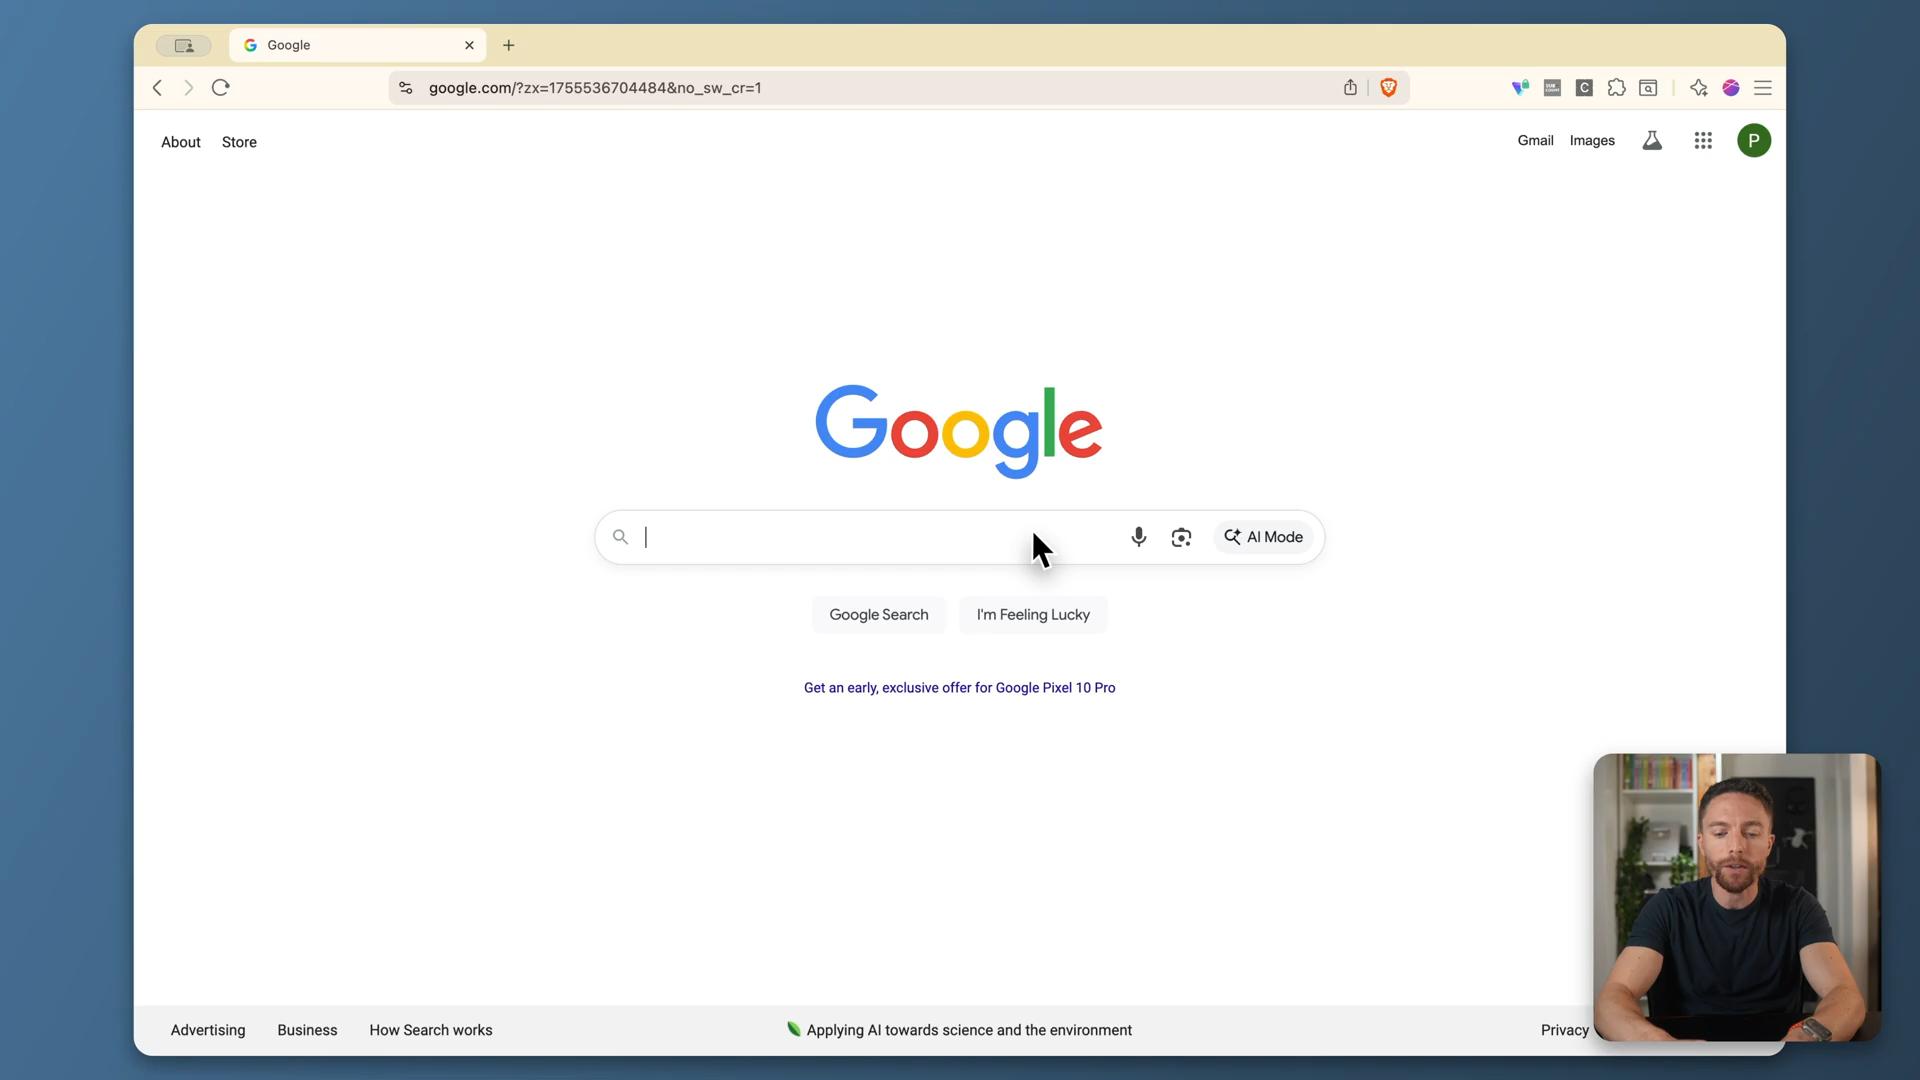 Google
google.com/?zx=1755536704484&no_sw_cr=1
C
About Store
Gmail Images
P
Google
AI Mode
Google Search I'm Feeling Lucky
Get an early, exclusive offer for Google Pixel 10 Pro
Advertising Business How Search works
Applying AI towards science and the environment
Privacy